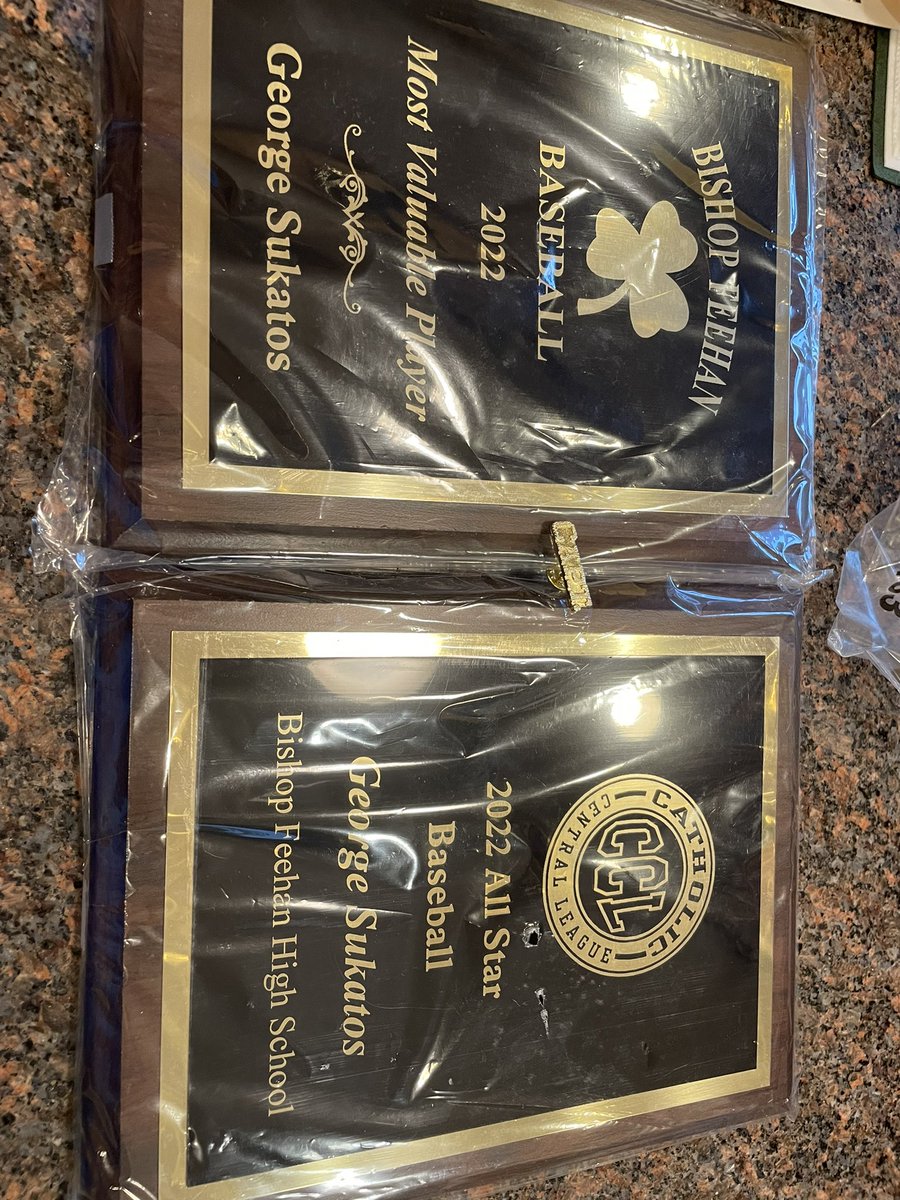 BISHOP FEEHAN
BASEBALL
2022
Most Valuable Player
George Sukatos
CATHOLIC
CCL
CENTRAL LEAGUE
2022 All Star
Baseball
George Sukatos
Bishop Feehan High School